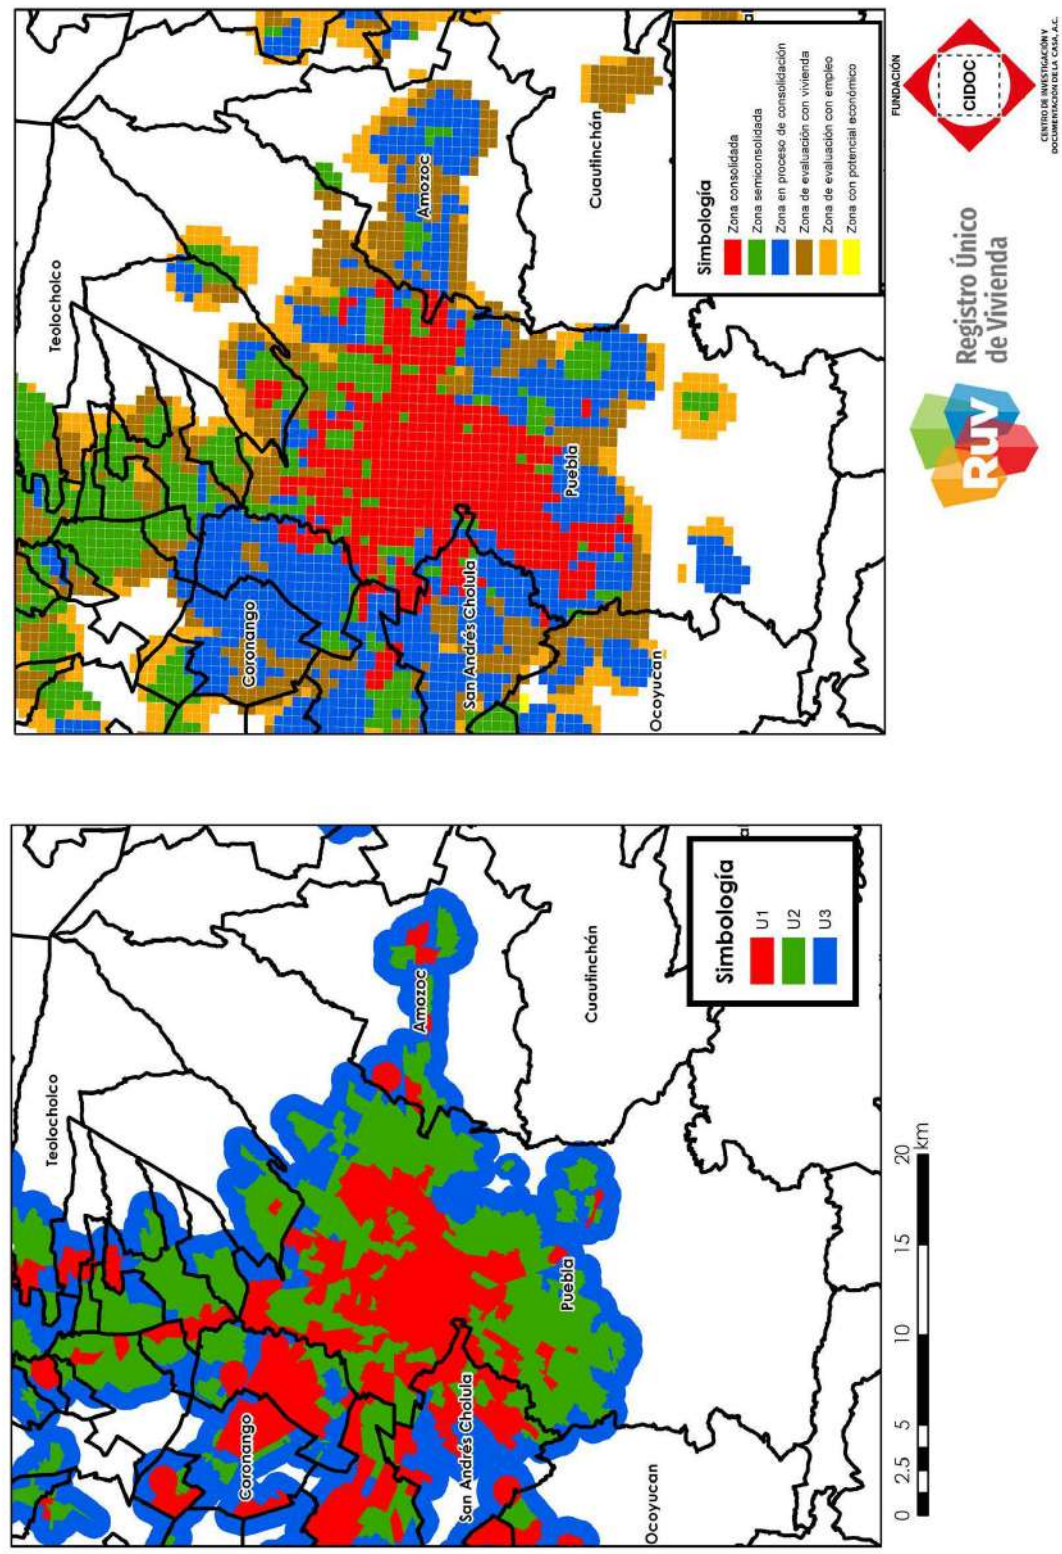 Teolocholco
Amozoc
Cuautinchán
Coronango
San Andrés Cholula
Puebla
Ocoyucan
Simbología
U1
U2
U3
0 2.5 5 10 15 20
km
Teolocholco
Amozoc
Cuautinchán
Coronango
San Andrés Cholula
Puebla
Ocoyucan
al
Simbología
Zona consolidada
Zona semiconsolidada
Zona en proceso de consolidación
Zona de evaluación con vivienda
Zona de evaluación con empleo
Zona con potencial económico
Ruv
Registro Único
de Vivienda
FUNDACIÓN
CIDOC
CENTRO DE INVESTIGACIÓN Y
DOCUMENTACIÓN DE LA CASA, A.C.